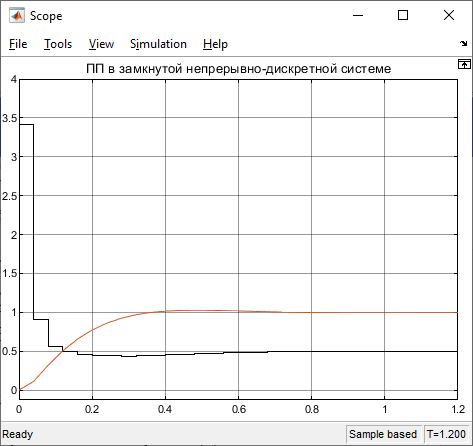 Scope
File Tools View Simulation Help
ПП в замкнутой непрерывно-дискретной системе
4
3.5
3
2.5
2
1.5
1
0.5
0
0 0.2 0.4 0.6 0.8 1 1.2
Ready Sample based T=1.200